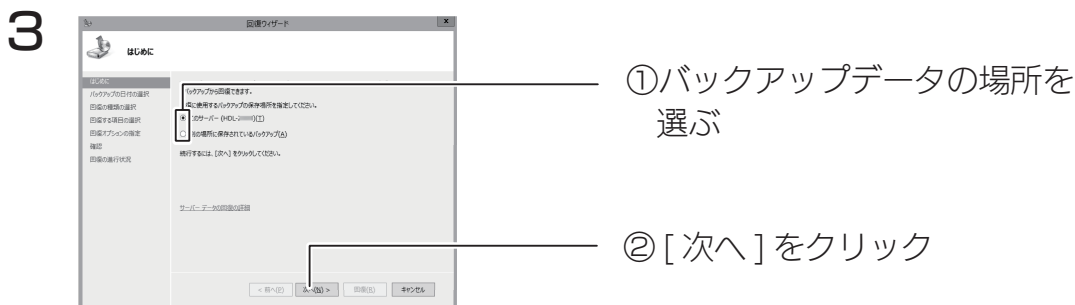 3
回復ウィザード
x
はじめに
はじめに
バックアップの日付の選択
回復の種類の選択
回復する項目の選択
回復オプションの指定
確認
回復の進行状況
バックアップから回復できます。
に使用するバックアップの保存場所を指定してください。
のサーバー (HDL-)(T)
の場所に保存されているバックアップ(A)
続行するには、[次へ] をクリックしてください。
サーバー データの回復の詳細
< 前へ(P)
次へ(N) >
回復(R)
キャンセル
①バックアップデータの場所を
選ぶ
②[ 次へ ] をクリック